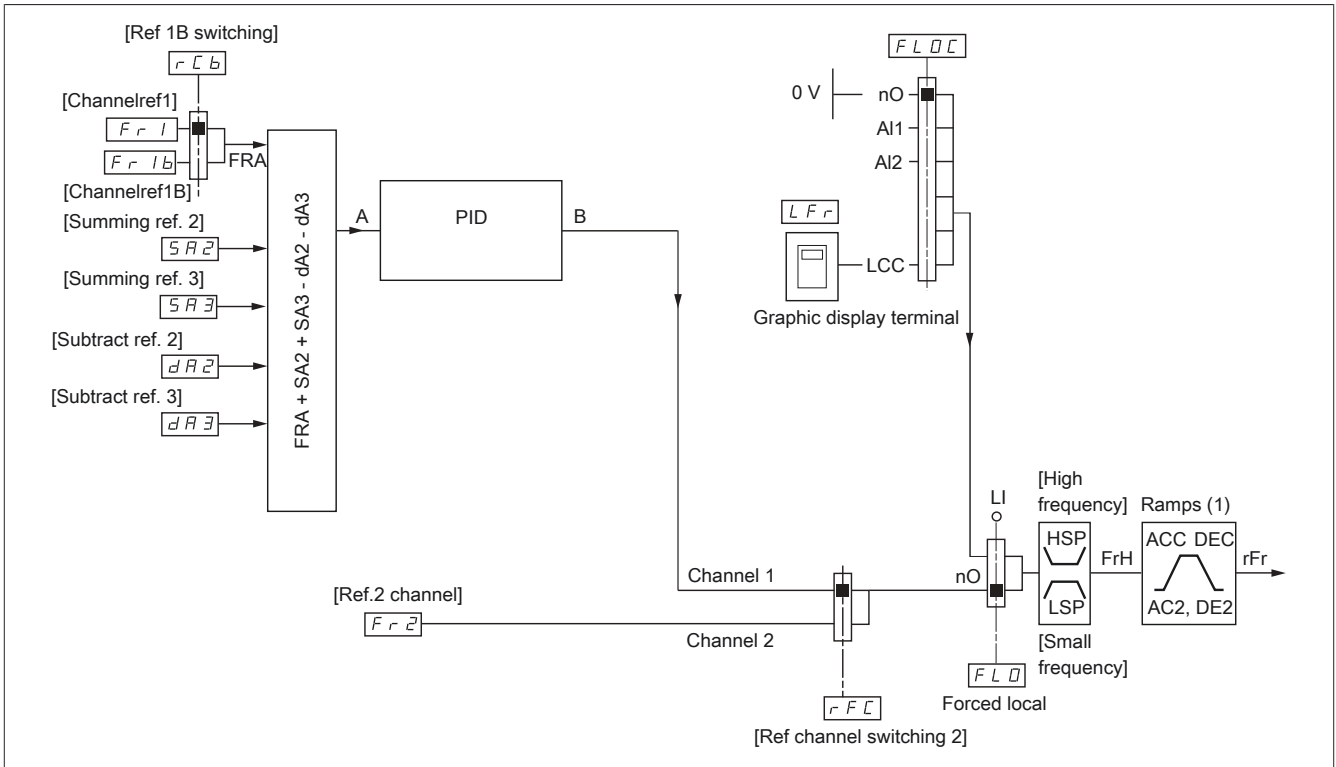 [Ref 1B switching]
rCb
[Channelref1]
Fr1
Fr1b
FRA
[Channelref1B]
[Summing ref. 2]
SA2
[Summing ref. 3]
SA3
[Subtract ref. 2]
dA2
[Subtract ref. 3]
dA3
FRA + SA2 + SA3 - dA2 - dA3
A
PID
B
FLOC
0 V
nO
AI1
AI2
LFr
LCC
Graphic display terminal
Channel 1
[Ref.2 channel]
Fr2
Channel 2
rFC
[Ref channel switching 2]
LI
nO
FLO
Forced local
[High
frequency]
HSP
LSP
[Small
frequency]
FrH
Ramps (1)
ACC DEC
AC2, DE2
rFr